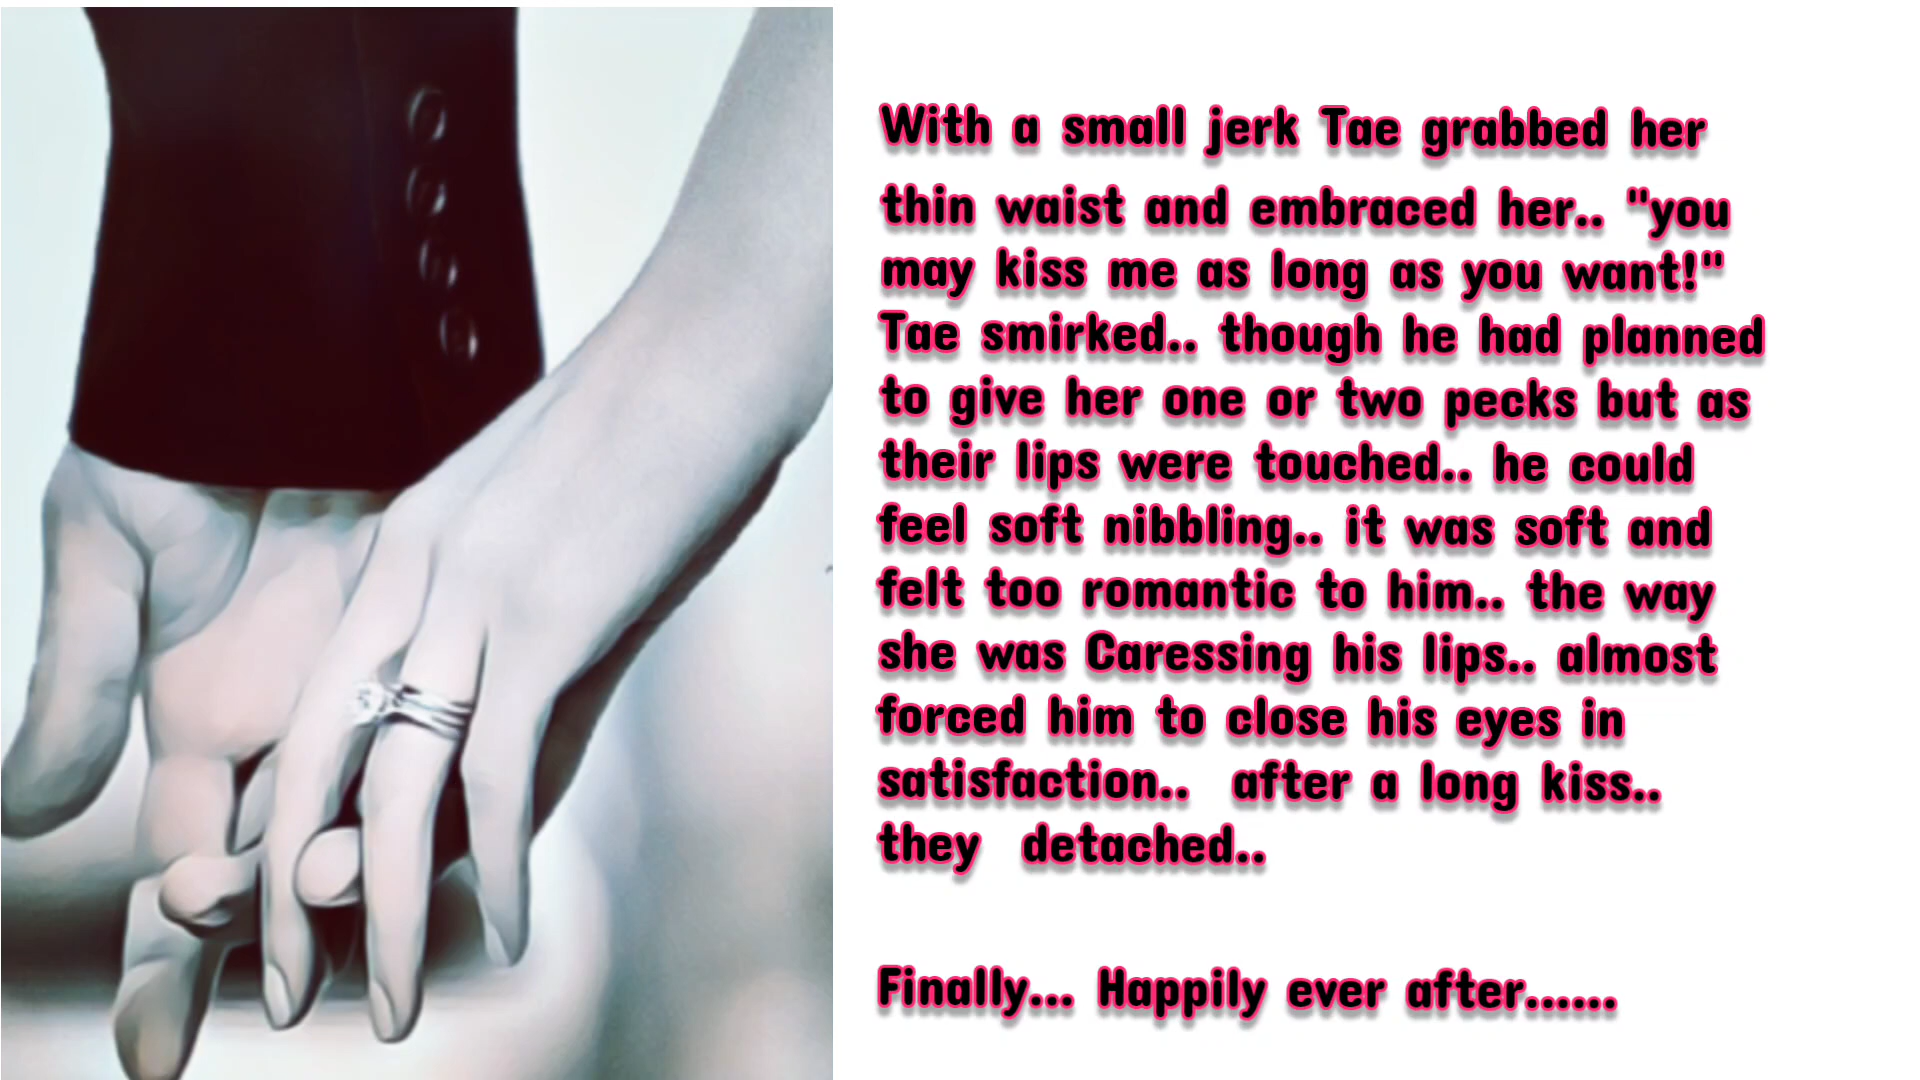 With a small jerk Tae grabbed her
thin waist and embraced her.. "you
may kiss me as long as you want!"
Tae smirked.. though he had planned
to give her one or two pecks but as
their lips were touched.. he could
feel soft nibbling.. it was soft and
felt too romantic to him.. the way
she was Caressing his lips.. almost
forced him to close his eyes in
satisfaction.. after a long kiss..
they detached..
Finally... Happily ever after......